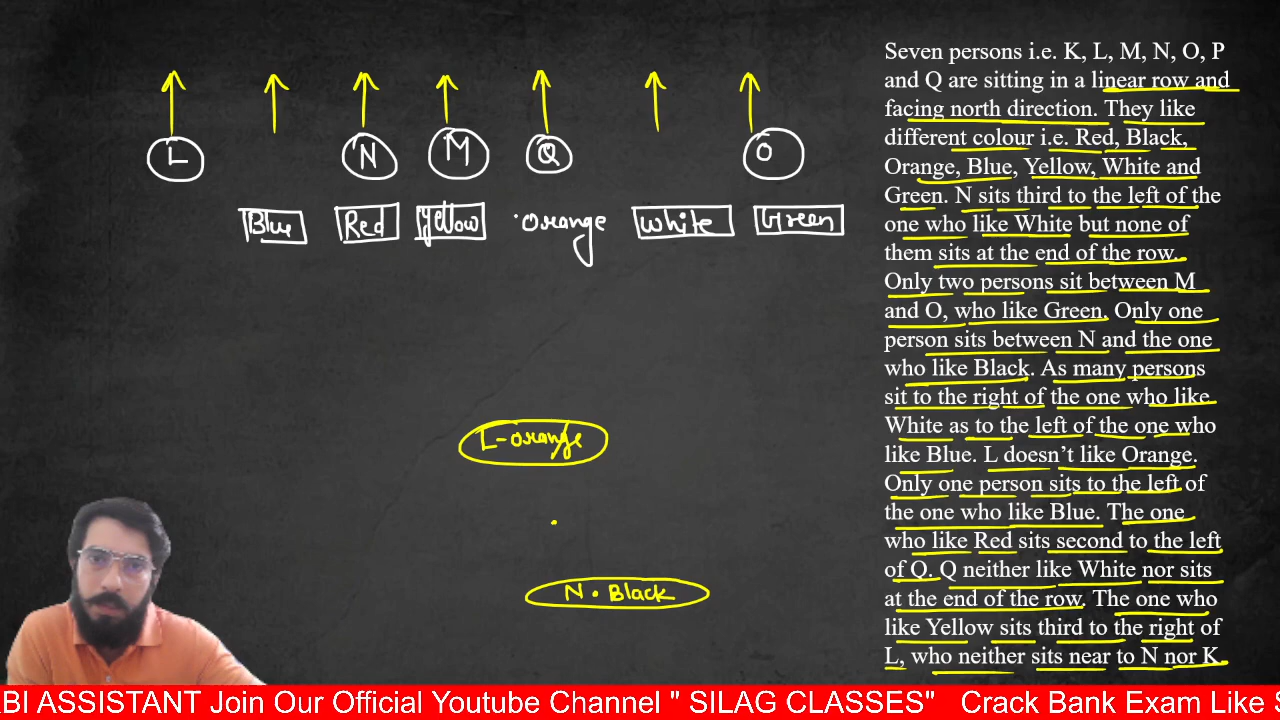 L N M Q O
Blue Red Yellow Orange White Green
L-orange
N. Black
Seven persons i.e. K, L, M, N, O, P
and Q are sitting in a linear row and
facing north direction. They like
different colour i.e. Red, Black,
Orange, Blue, Yellow, White and
Green. N sits third to the left of the
one who like White but none of
them sits at the end of the row.
Only two persons sit between M
and O, who like Green. Only one
person sits between N and the one
who like Black. As many persons
sit to the right of the one who like
White as to the left of the one who
like Blue. L doesn't like Orange.
Only one person sits to the left of
the one who like Blue. The one
who like Red sits second to the left
of Q. Q neither like White nor sits
at the end of the row. The one who
like Yellow sits third to the right of
L, who neither sits near to N nor K.
BI ASSISTANT Join Our Official Youtube Channel " SILAG CLASSES" Crack Bank Exam Like